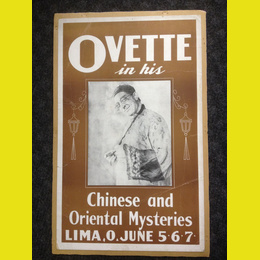 OVETTE
in his
Chinese and
Oriental Mysteries
LIMA, O. JUNE 5·6·7·